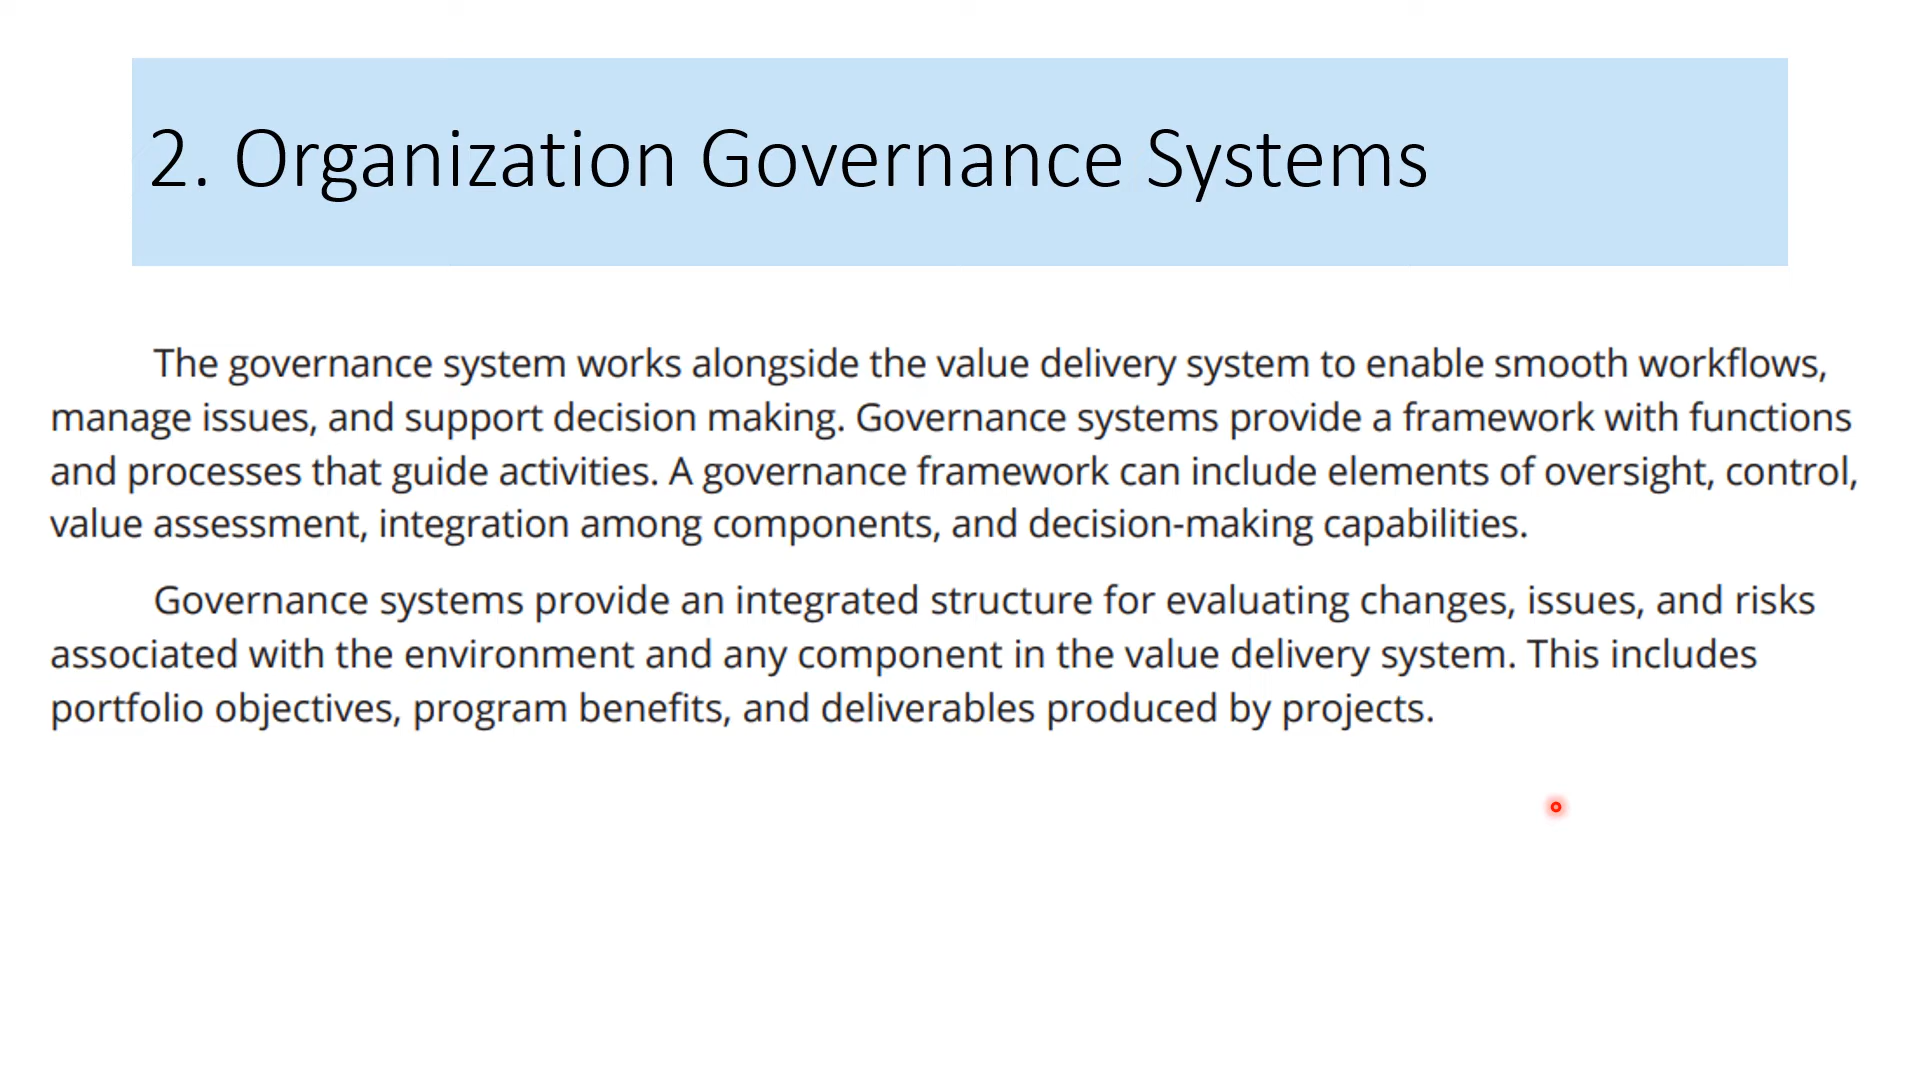 2. Organization Governance Systems
The governance system works alongside the value delivery system to enable smooth workflows,
manage issues, and support decision making. Governance systems provide a framework with functions
and processes that guide activities. A governance framework can include elements of oversight, control,
value assessment, integration among components, and decision-making capabilities.
Governance systems provide an integrated structure for evaluating changes, issues, and risks
associated with the environment and any component in the value delivery system. This includes
portfolio objectives, program benefits, and deliverables produced by projects.